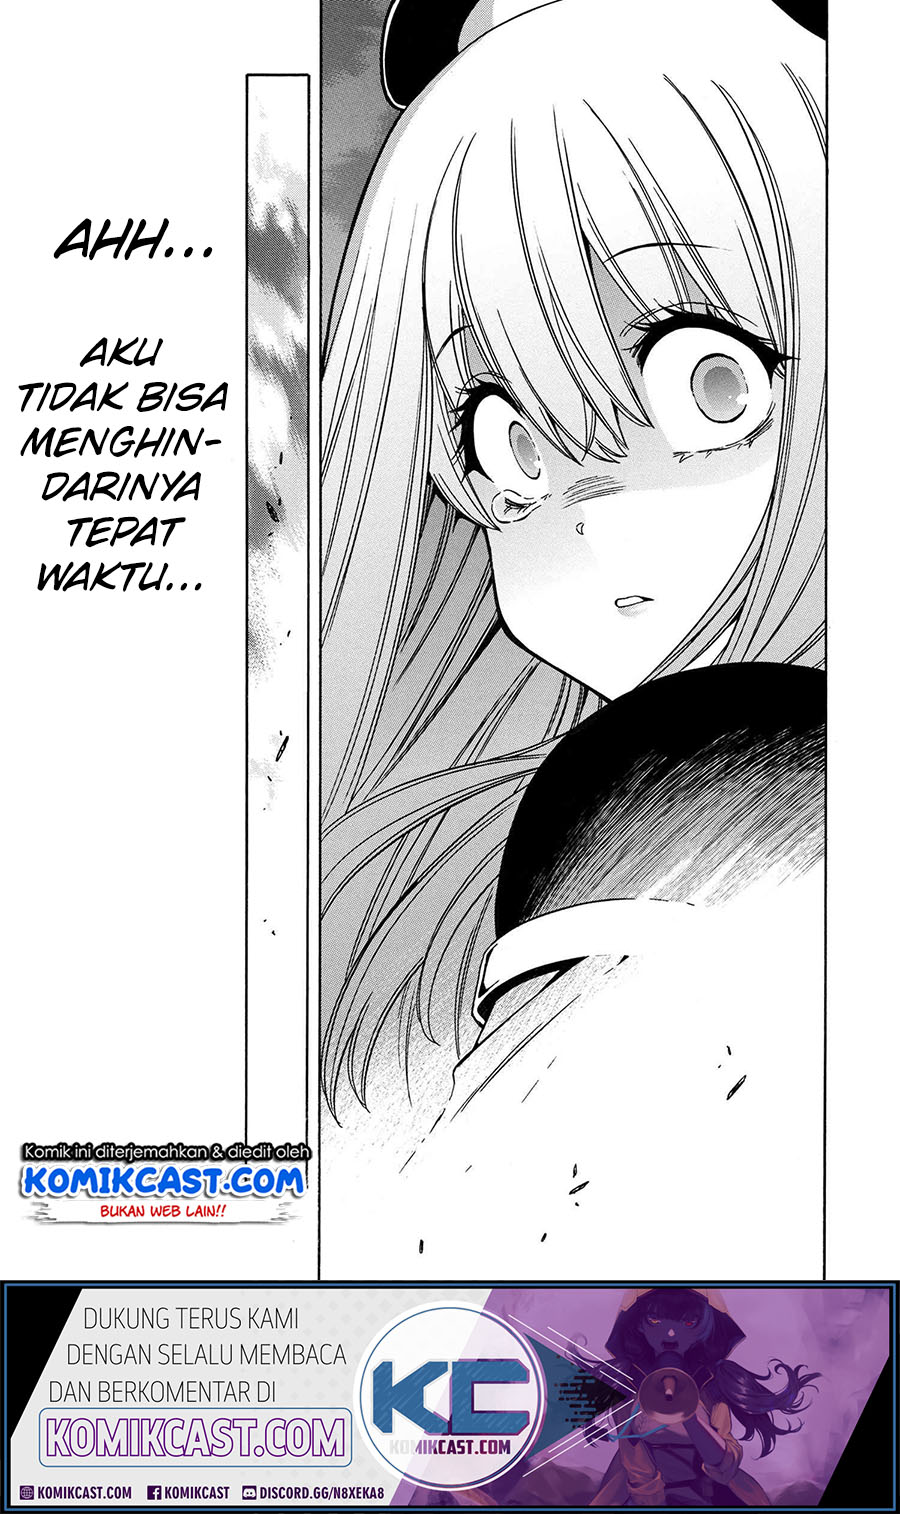 AHH...
AKU
TIDAK BISA
MENGHIN-
DARINYA
TEPAT
WAKTU...
Komik ini diterjemahkan & diedit oleh
KOMIKCAST.COM
BUKAN WEB LAIN!!
DUKUNG TERUS KAMI
DENGAN SELALU MEMBACA
DAN BERKOMENTAR DI
KOMIKCAST.COM
KC
KOMIKCAST.COM
KOMIKCAST.COM KOMIKCAST DISCORD.GG/N8XEKA8